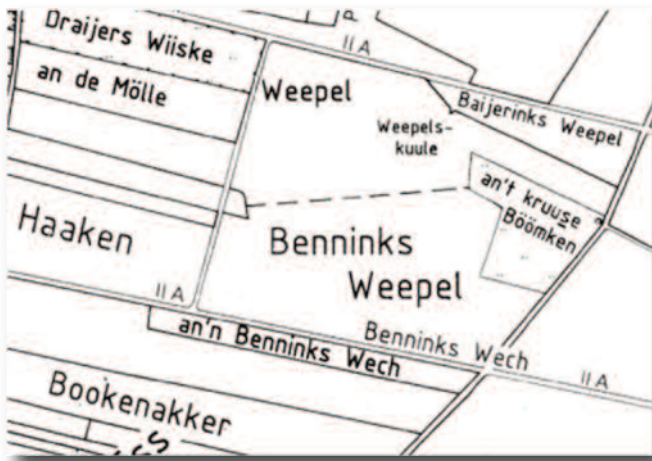 Draijers Wiiske
II A
an de Mölle
Weepel
Baijerinks Weepel
Weepels-
kuule
an't kruuse
Böömken
Haaken
Benninks
Weepel
II A
an'n Benninks Wech
Benninks Wech
II A
Bookenakker